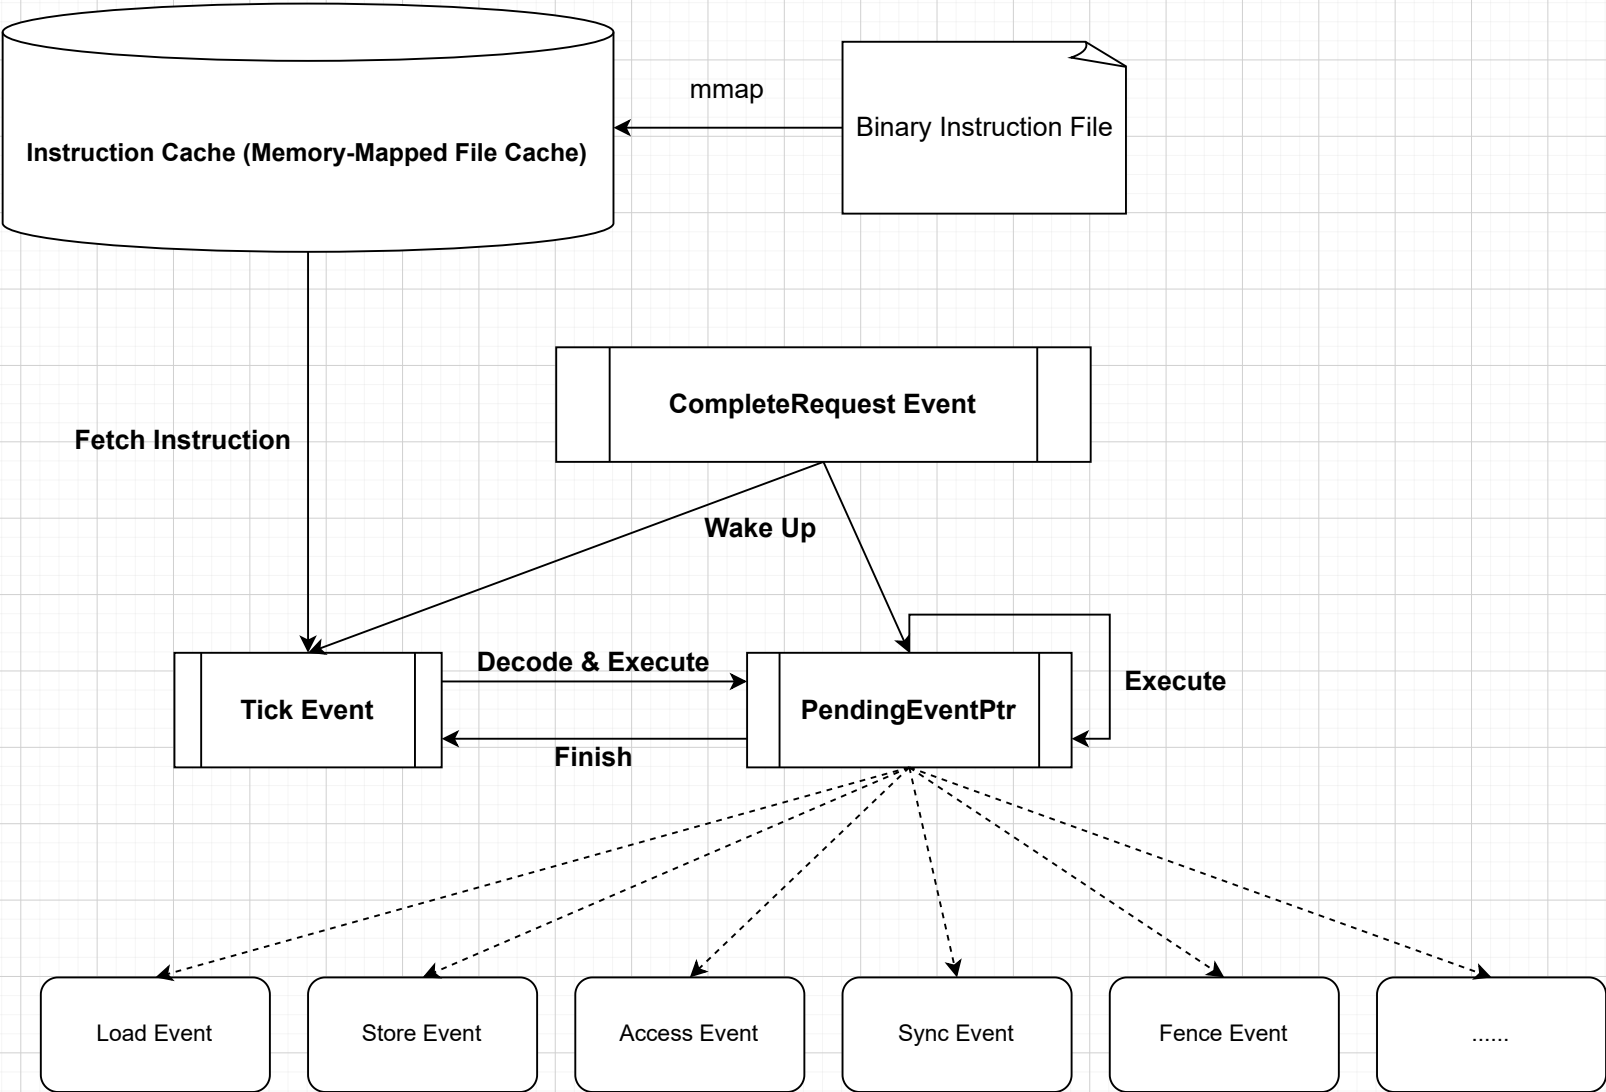 mmap
Binary Instruction File
Instruction Cache (Memory-Mapped File Cache)
CompleteRequest Event
Fetch Instruction
Wake Up
Decode & Execute
Tick Event
PendingEventPtr
Execute
Finish
Load Event
Store Event
Access Event
Sync Event
Fence Event
......